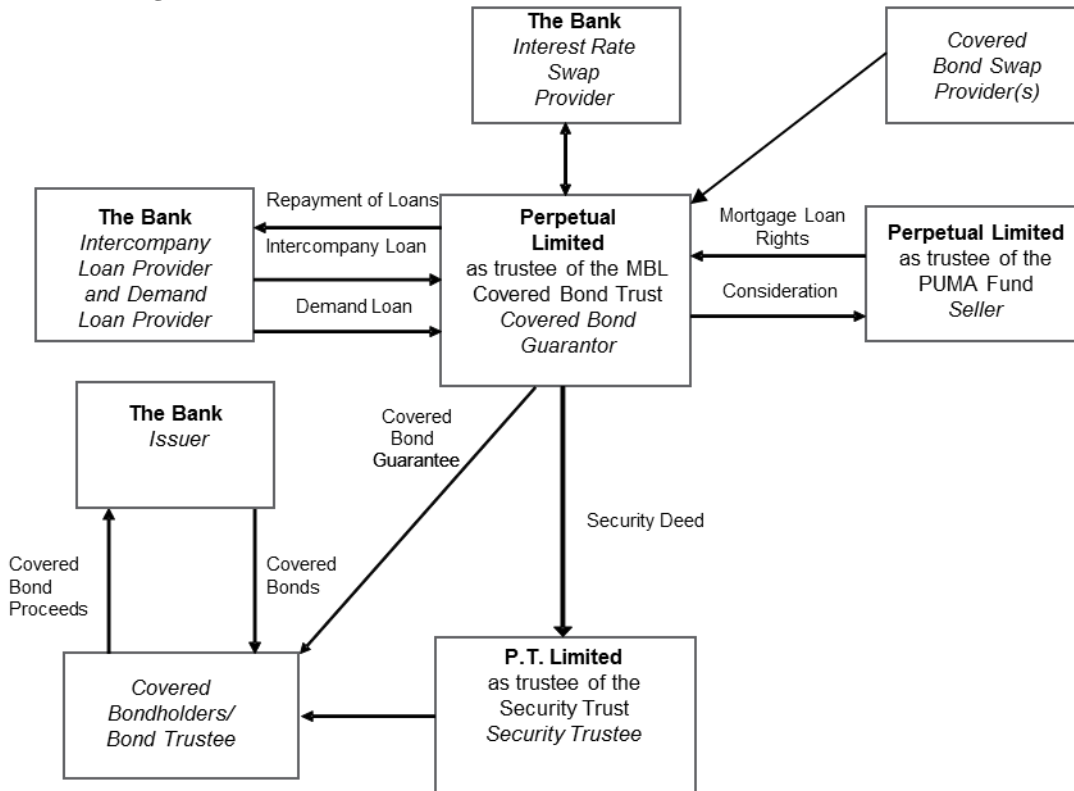 The Bank
Interest Rate
Swap
Provider
Covered
Bond Swap
Provider(s)
The Bank
Intercompany
Loan Provider
and Demand
Loan Provider
Repayment of Loans
Intercompany Loan
Demand Loan
Perpetual
Limited
as trustee of the MBL
Covered Bond Trust
Covered Bond
Guarantor
Mortgage Loan
Rights
Consideration
Perpetual Limited
as trustee of the
PUMA Fund
Seller
The Bank
Issuer
Covered
Bond
Guarantee
Security Deed
Covered
Bond
Proceeds
Covered
Bonds
Covered
Bondholders/
Bond Trustee
P.T. Limited
as trustee of the
Security Trust
Security Trustee